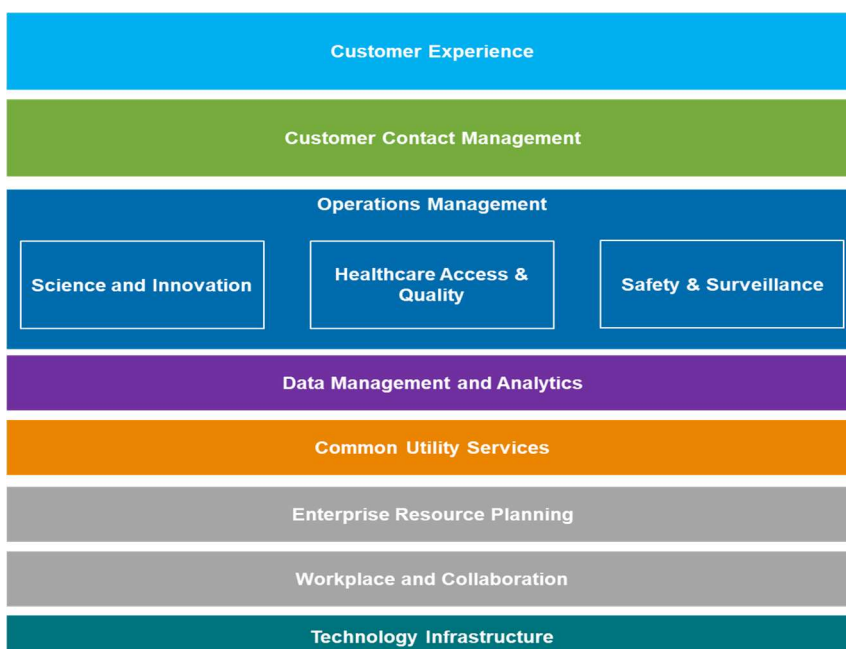 Customer Experience
Customer Contact Management
Operations Management
Science and Innovation
Healthcare Access &
Quality
Safety & Surveillance
Data Management and Analytics
Common Utility Services
Enterprise Resource Planning
Workplace and Collaboration
Technology Infrastructure